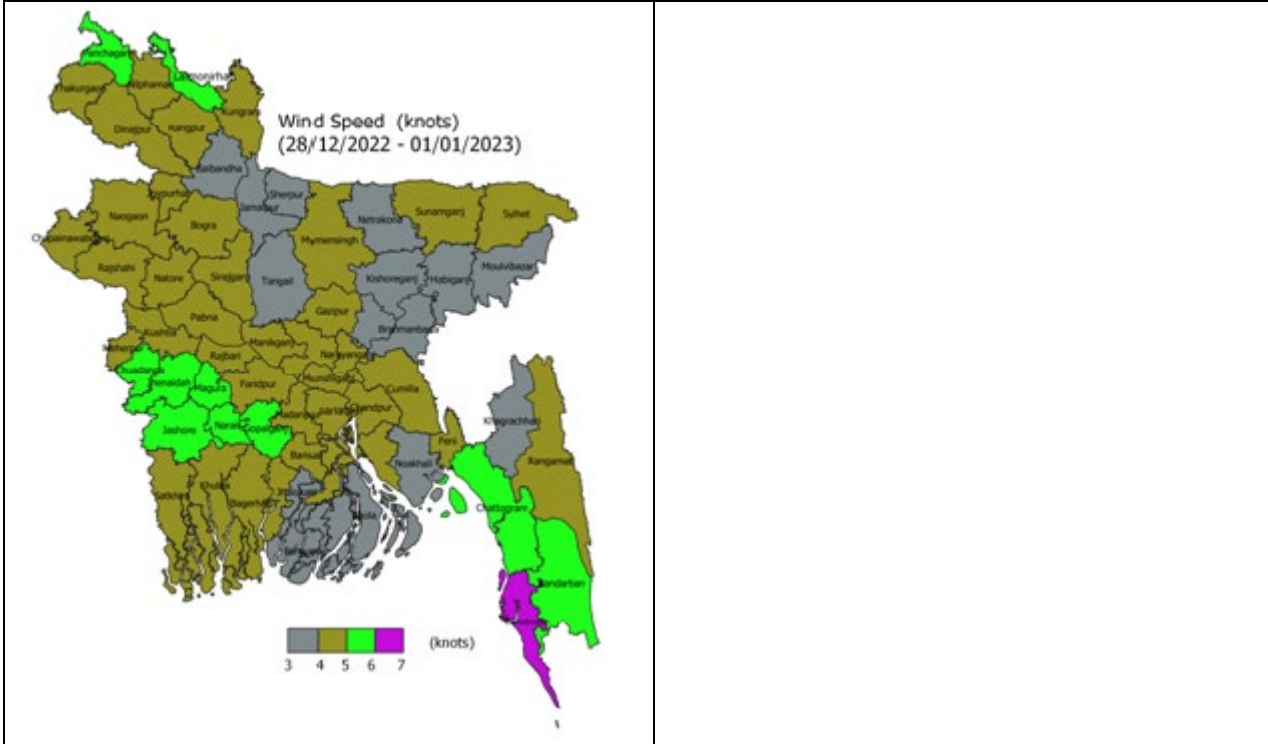 Panchagarh
Lalmonirhat
Thakurgaon
Nilphamari
Kurigram
Wind Speed (knots)
Dinajpur
Rangpur
(28/12/2022 - 01/01/2023)
Gaibandha
Sherpur
Joypurhat
Jamalpur
Naogaon
Bogra
Netrakona
Sunamganj
Sylhet
Chapainawabganj
Mymensingh
Rajshahi
Natore
Sirajganj
Tangail
Kishoreganj
Habiganj
Moulvibazar
Pabna
Gazipur
Brahmanbaria
Kushtia
Manikganj
Meherpur
Rajbari
Narayanganj
Chuadanga
Jhenaidah
Magura
Faridpur
Munshiganj
Cumilla
Madaripur
Shariatpur
Chandpur
Jashore
Narail
Gopalganj
Khagrachhari
Feni
Barisal
Noakhali
Rangamati
Satkhira
Khulna
Bagerhat
Bhola
Chattogram
Bandarban
3 4 5 6 7
(knots)